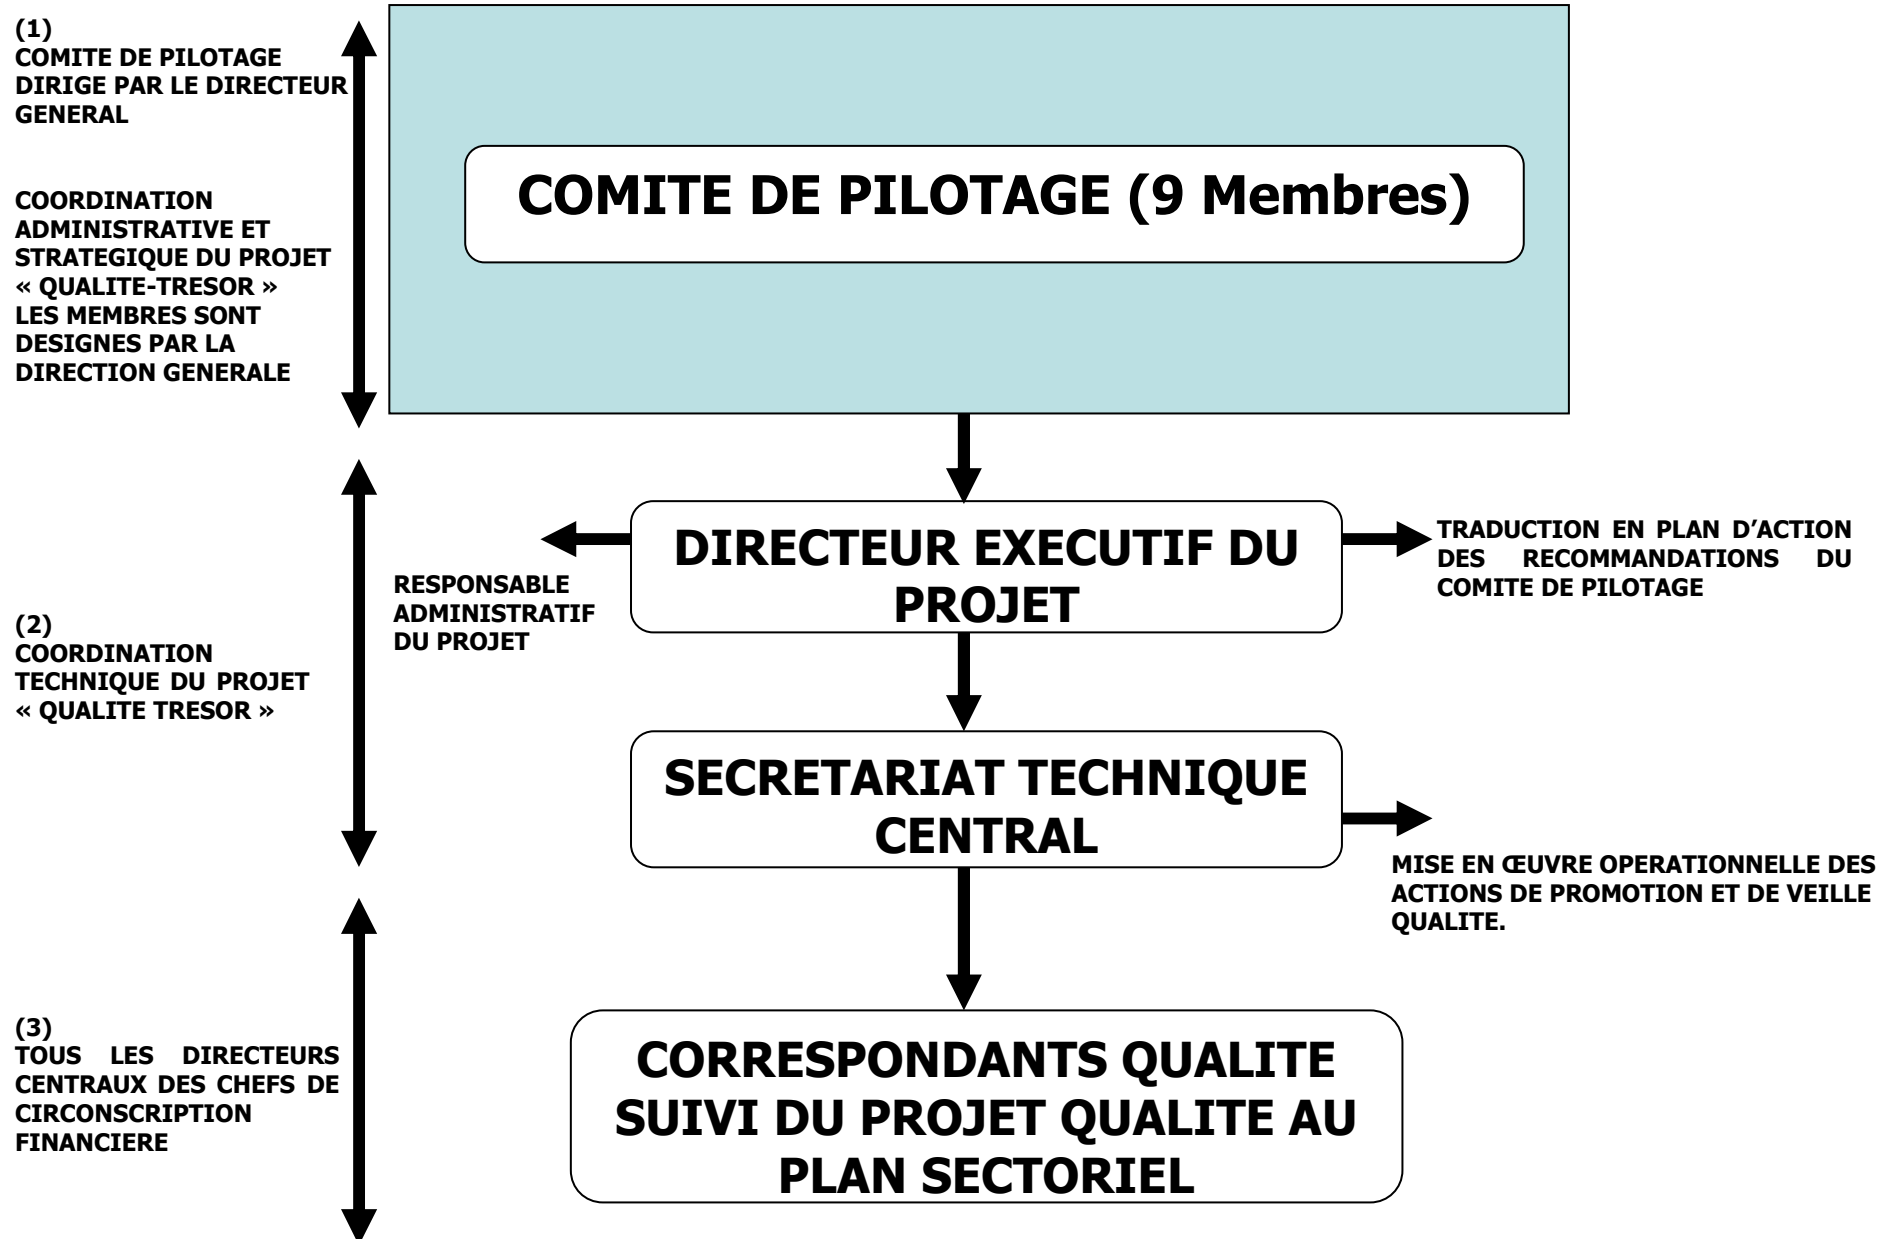 (1)
COMITE DE PILOTAGE
DIRIGE PAR LE DIRECTEUR
GENERAL
COORDINATION
ADMINISTRATIVE ET
STRATEGIQUE DU PROJET
« QUALITE-TRESOR »
LES MEMBRES SONT
DESIGNES PAR LA
DIRECTION GENERALE
COMITE DE PILOTAGE (9 Membres)
(2)
COORDINATION
TECHNIQUE DU PROJET
« QUALITE TRESOR »
RESPONSABLE
ADMINISTRATIF
DU PROJET
DIRECTEUR EXECUTIF DU
PROJET
TRADUCTION EN PLAN D’ACTION
DES RECOMMANDATIONS DU
COMITE DE PILOTAGE
SECRETARIAT TECHNIQUE
CENTRAL
MISE EN ŒUVRE OPERATIONNELLE DES
ACTIONS DE PROMOTION ET DE VEILLE
QUALITE.
(3)
TOUS LES DIRECTEURS
CENTRAUX DES CHEFS DE
CIRCONSCRIPTION
FINANCIERE
CORRESPONDANTS QUALITE
SUIVI DU PROJET QUALITE AU
PLAN SECTORIEL